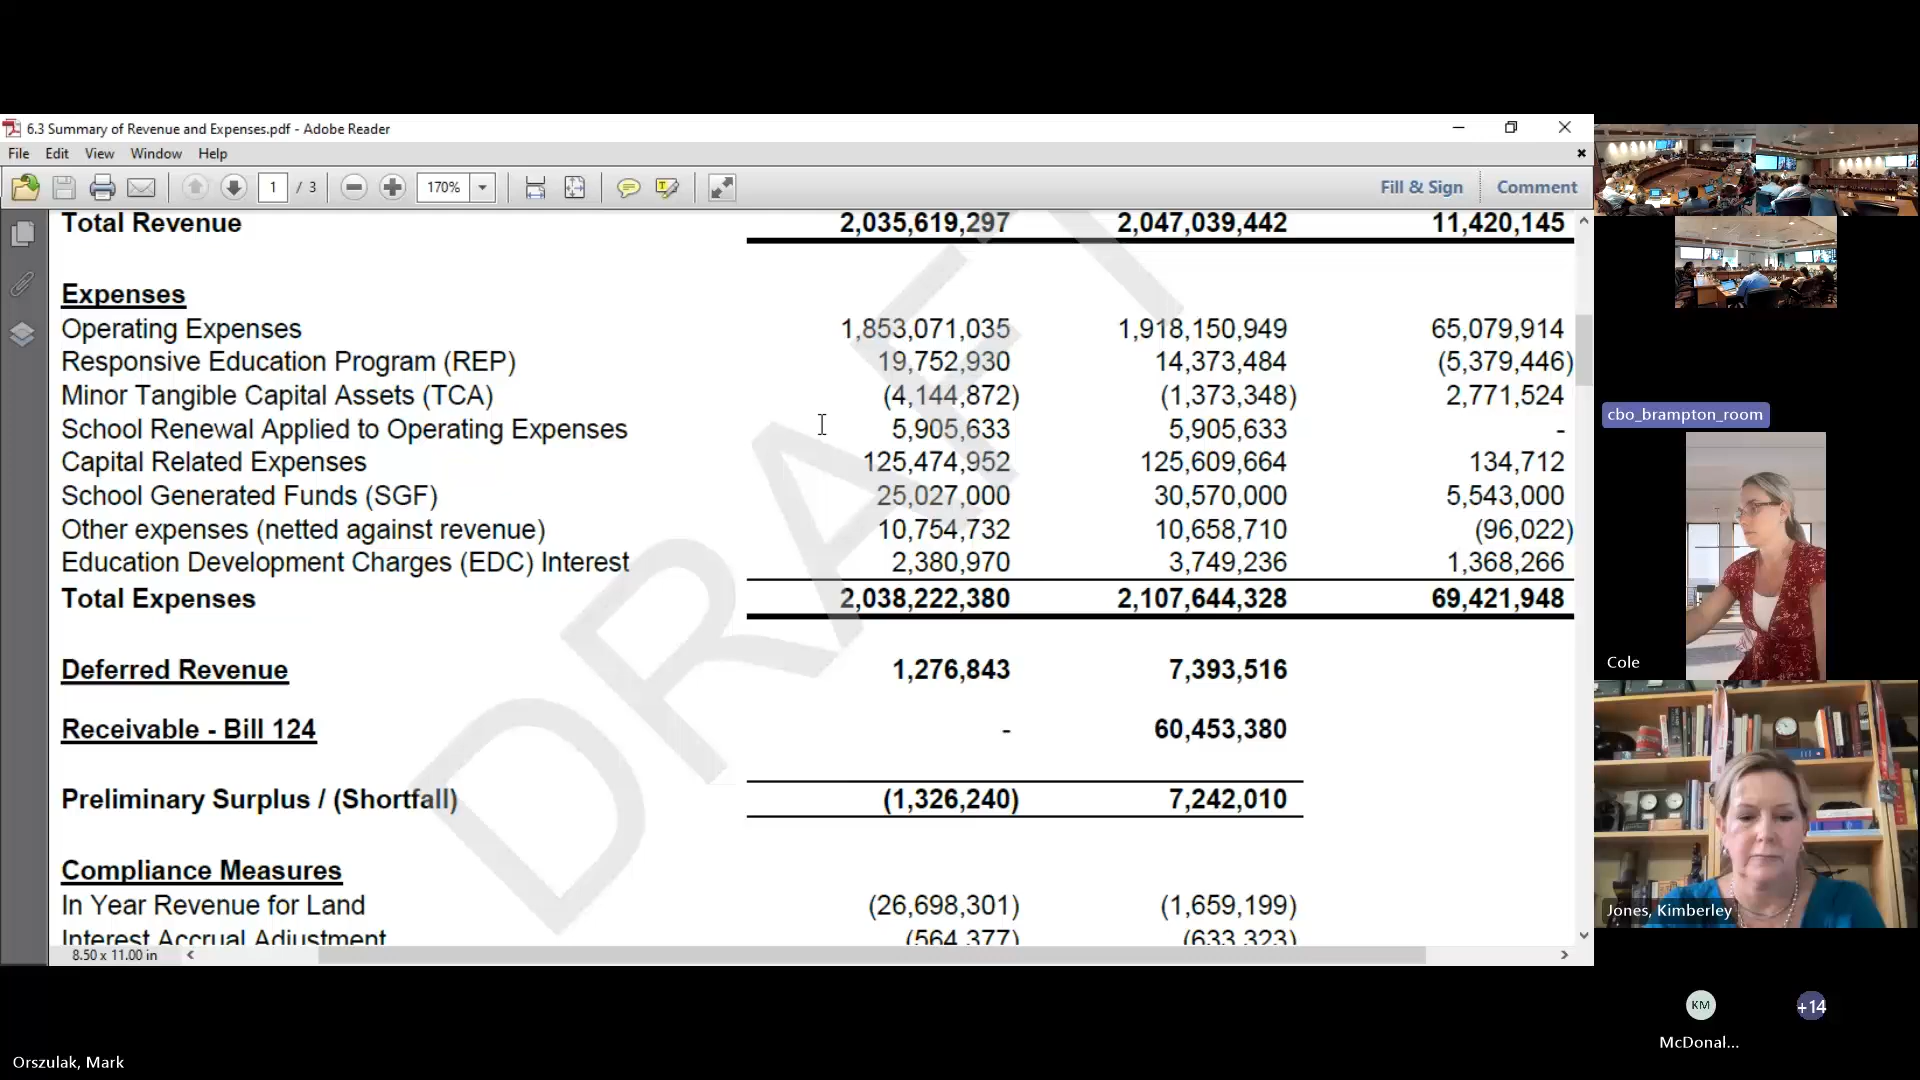 6.3 Summary of Revenue and Expenses.pdf - Adobe Reader
File Edit View Window Help
1 / 3 170% Fill & Sign Comment
Total Revenue 2,035,619,297 2,047,039,442 11,420,145
Expenses
Operating Expenses 1,853,071,035 1,918,150,949 65,079,914
Responsive Education Program (REP) 19,752,930 14,373,484 (5,379,446)
Minor Tangible Capital Assets (TCA) (4,144,872) (1,373,348) 2,771,524
School Renewal Applied to Operating Expenses 5,905,633 5,905,633 -
Capital Related Expenses 125,474,952 125,609,664 134,712
School Generated Funds (SGF) 25,027,000 30,570,000 5,543,000
Other expenses (netted against revenue) 10,754,732 10,658,710 (96,022)
Education Development Charges (EDC) Interest 2,380,970 3,749,236 1,368,266
Total Expenses 2,038,222,380 2,107,644,328 69,421,948
Deferred Revenue 1,276,843 7,393,516
Receivable - Bill 124 - 60,453,380
Preliminary Surplus / (Shortfall) (1,326,240) 7,242,010
Compliance Measures
In Year Revenue for Land (26,698,301) (1,659,199)
Interest Accrual Adjustment (564,377) (633,323)
8.50 x 11.00 in
DRAFT
cbo_brampton_room
Cole
Jones, Kimberley
KM
+14
McDonal...
Orszulak, Mark